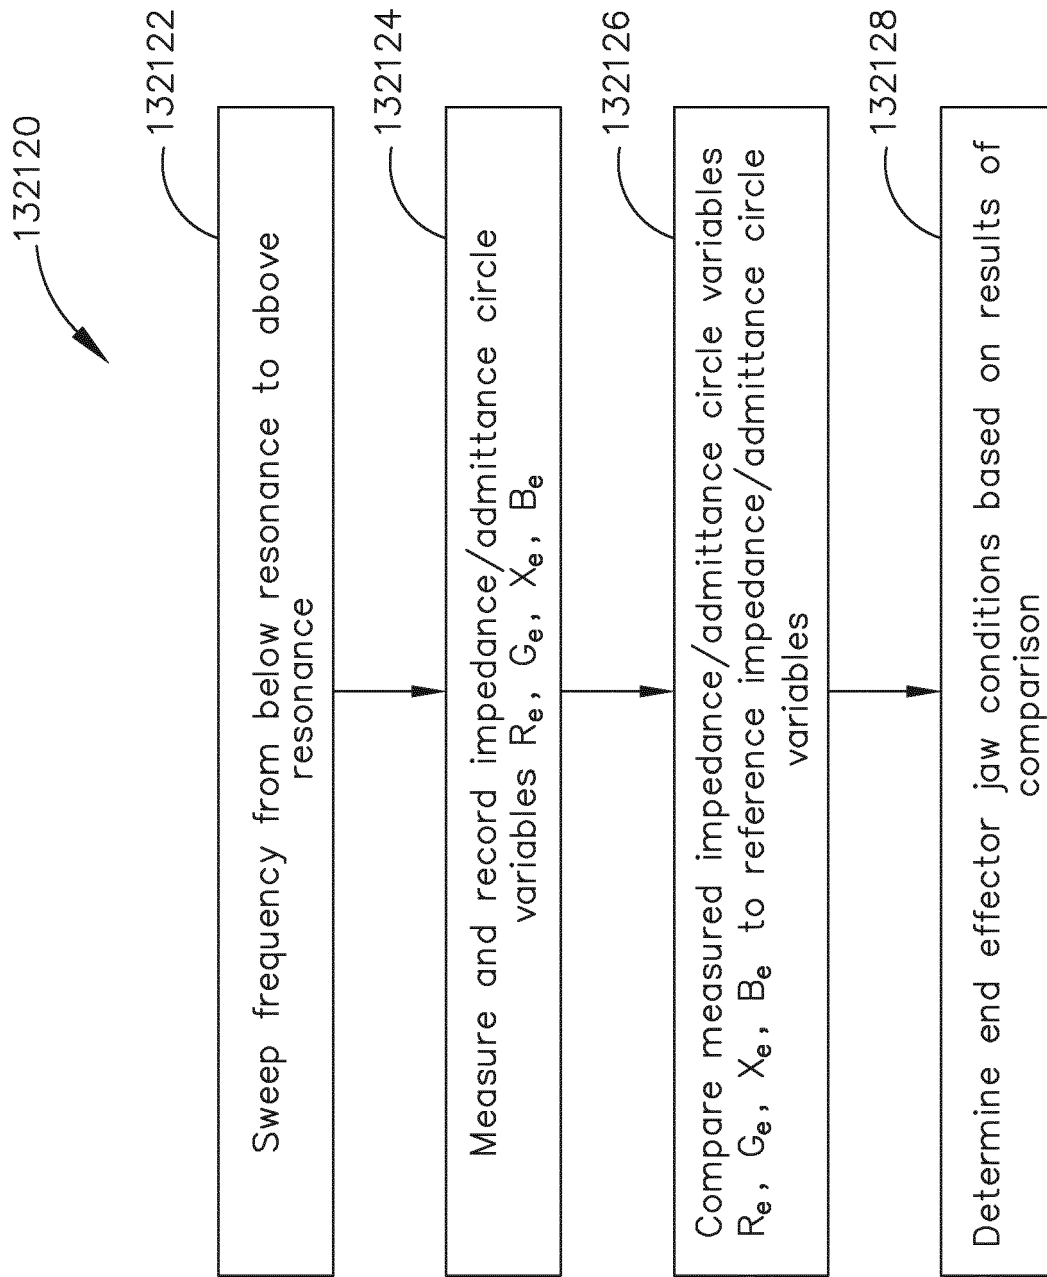 132120
132122
Sweep frequency from below resonance to above
resonance
132124
Measure and record impedance/admittance circle
variables Re, Ge, Xe, Be
132126
Compare measured impedance/admittance circle variables
Re, Ge, Xe, Be to reference impedance/admittance circle
variables
132128
Determine end effector jaw conditions based on results of
comparison